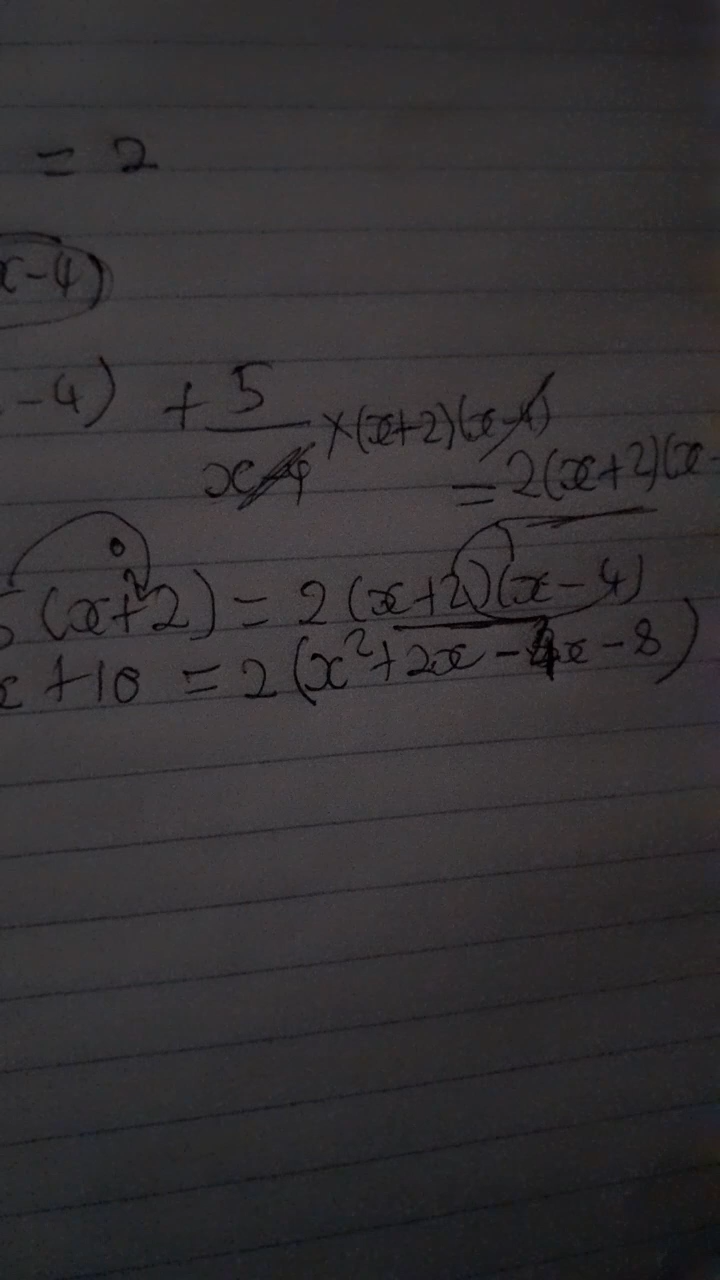 = 2
x-4)
-4) + 5/x-4 ×(x+2)(x-4)
= 2(x+2)(x-
5(x+2) = 2(x+2)(x-4)
x+10 = 2(x²+2x-4x-8)